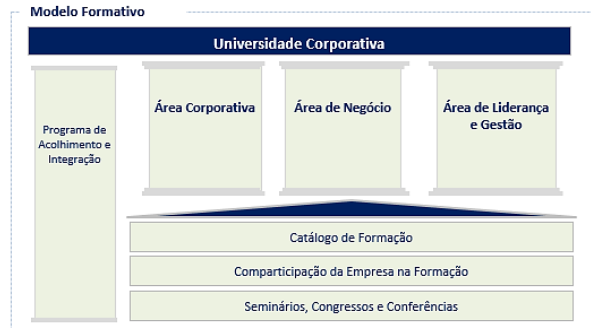 Modelo Formativo
Universidade Corporativa
Programa de
Acolhimento e
Integração
Área Corporativa
Área de Negócio
Área de Liderança
e Gestão
Catálogo de Formação
Comparticipação da Empresa na Formação
Seminários, Congressos e Conferências